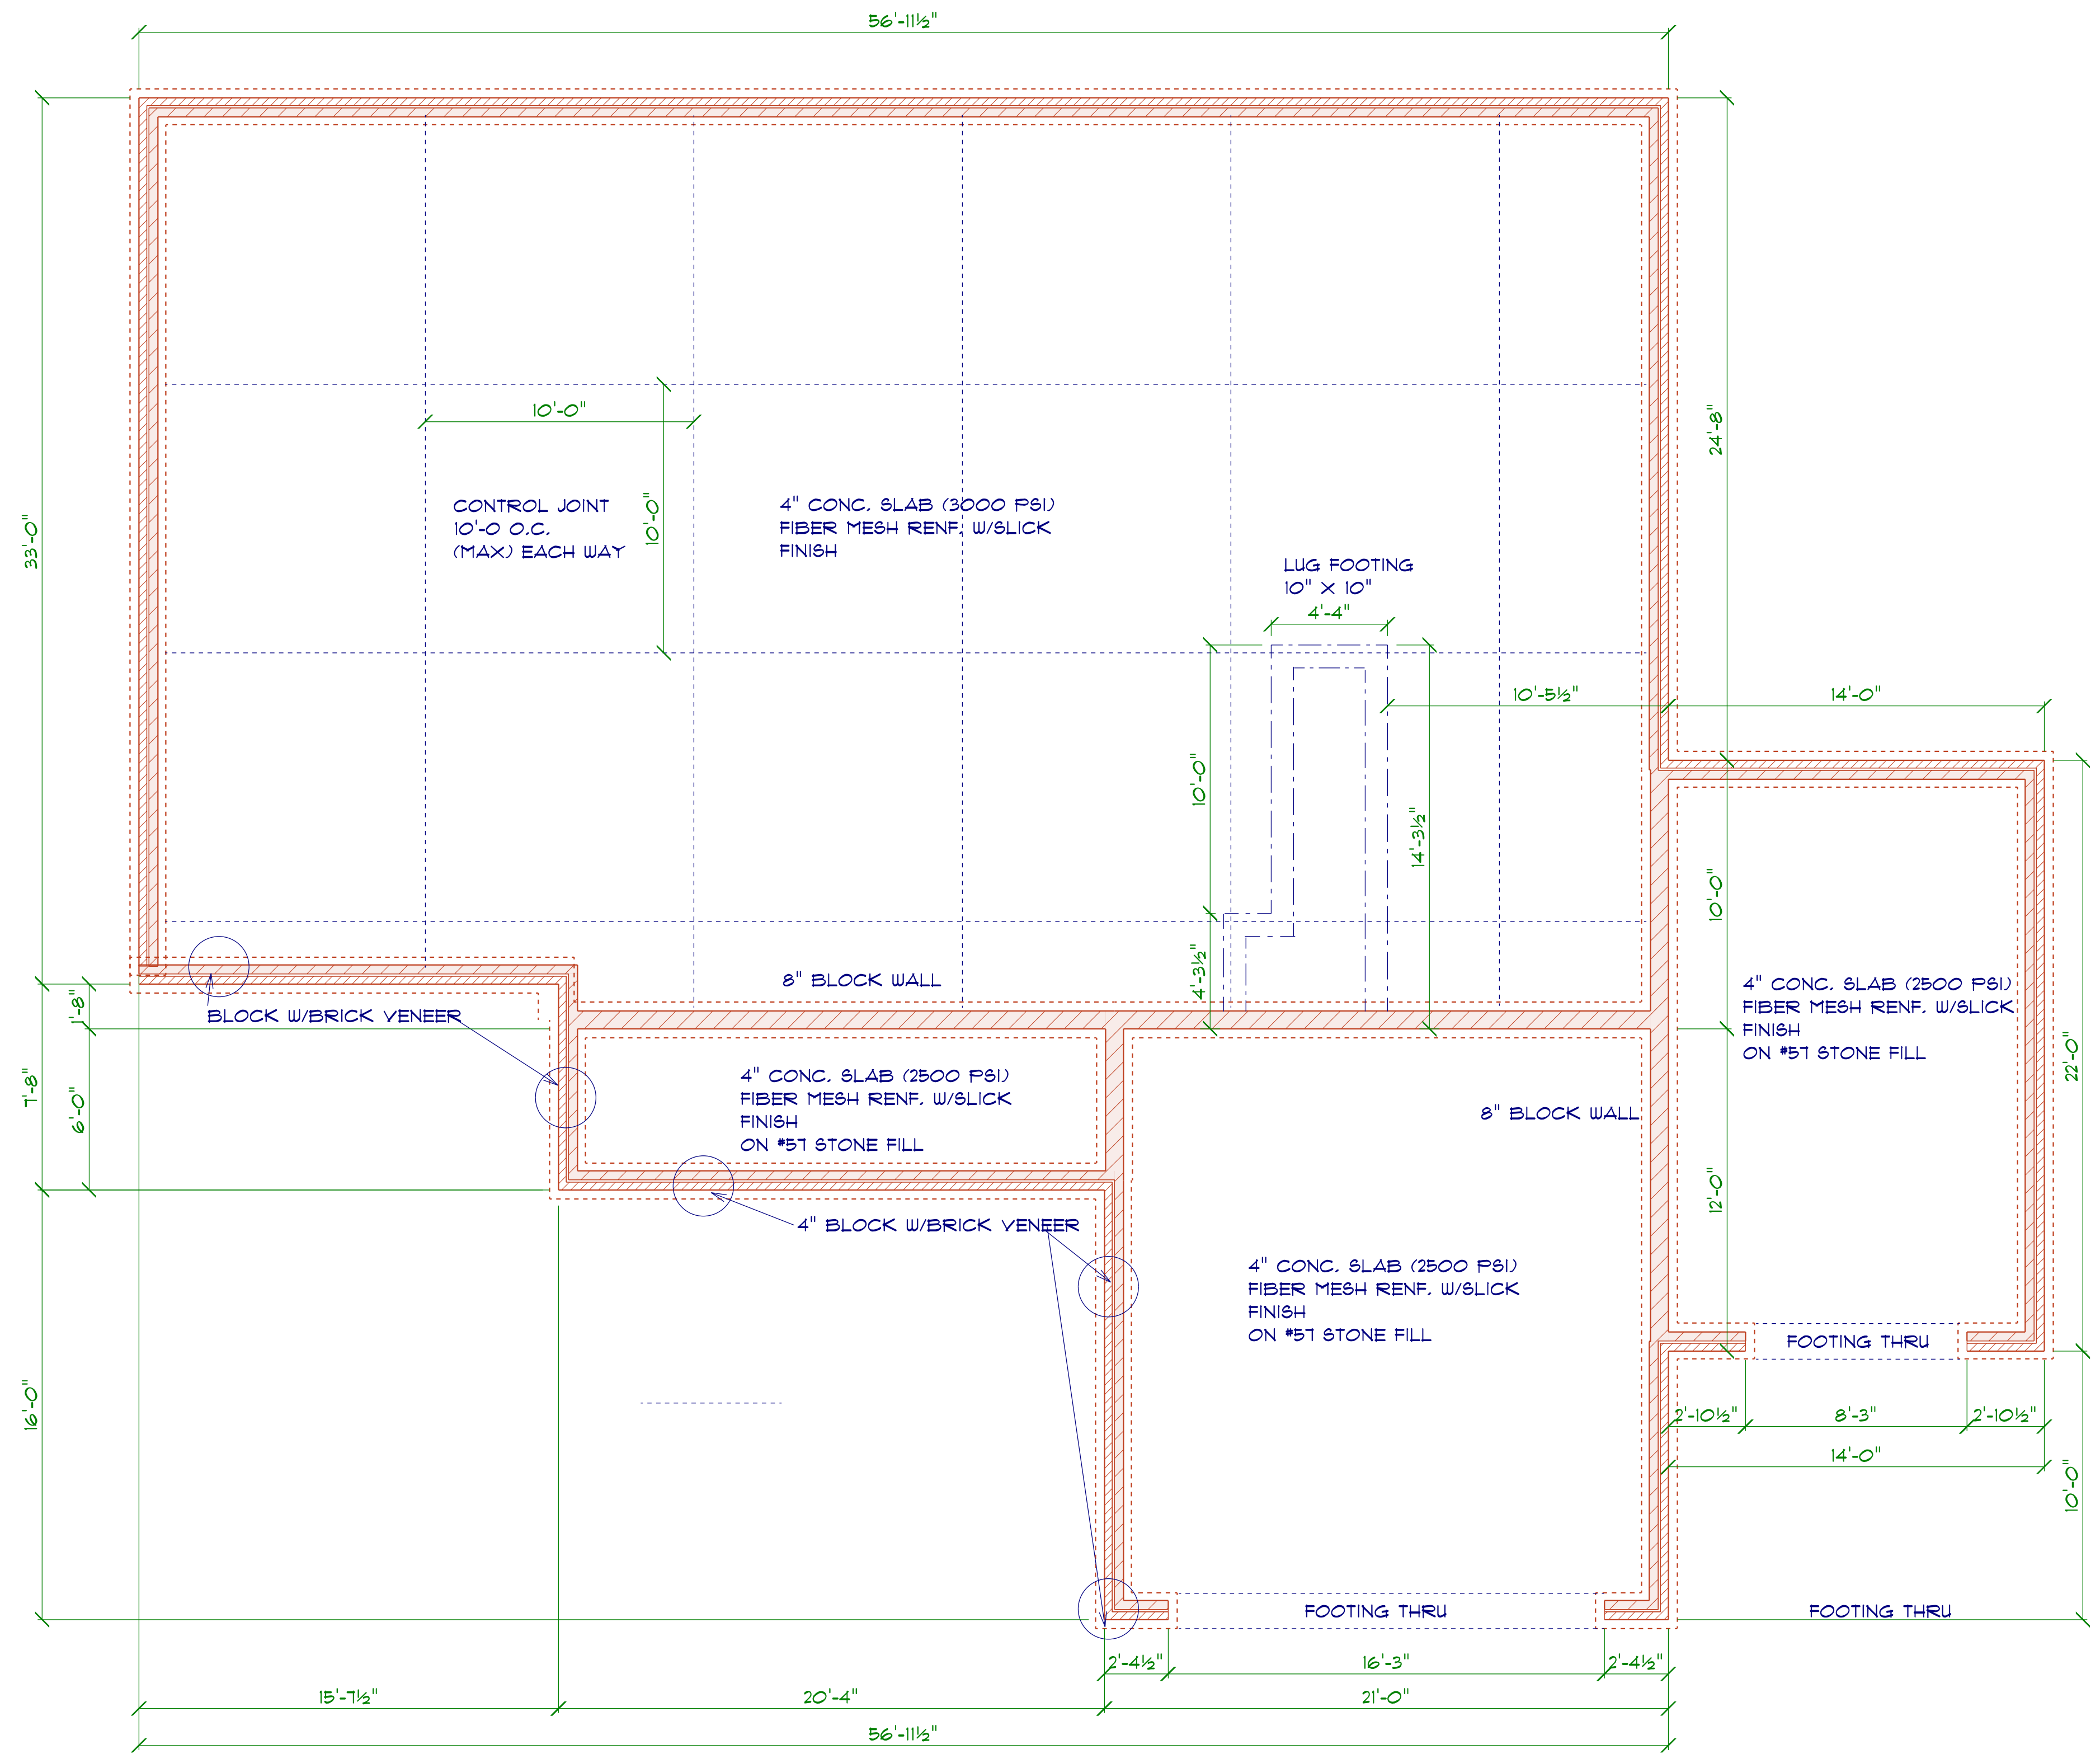 56'-11½"
33'-0"
24'-8"
10'-0"
10'-0"
CONTROL JOINT
10'-0 O.C.
(MAX) EACH WAY
4" CONC. SLAB (3000 PSI)
FIBER MESH RENF. W/SLICK
FINISH
LUG FOOTING
10" X 10"
4'-4"
10'-5½"
14'-0"
10'-0"
14'-3½"
10'-0"
4'-3½"
8" BLOCK WALL
1'-8"
BLOCK W/BRICK VENEER
7'-8"
6'-0"
4" CONC. SLAB (2500 PSI)
FIBER MESH RENF. W/SLICK
FINISH
ON #57 STONE FILL
4" CONC. SLAB (2500 PSI)
FIBER MESH RENF. W/SLICK
FINISH
ON #57 STONE FILL
22'-0"
8" BLOCK WALL
12'-0"
4" BLOCK W/BRICK VENEER
4" CONC. SLAB (2500 PSI)
FIBER MESH RENF. W/SLICK
FINISH
ON #57 STONE FILL
FOOTING THRU
16'-0"
2'-10½"
8'-3"
2'-10½"
14'-0"
10'-0"
FOOTING THRU
FOOTING THRU
2'-4½"
16'-3"
2'-4½"
15'-7½"
20'-4"
21'-0"
56'-11½"